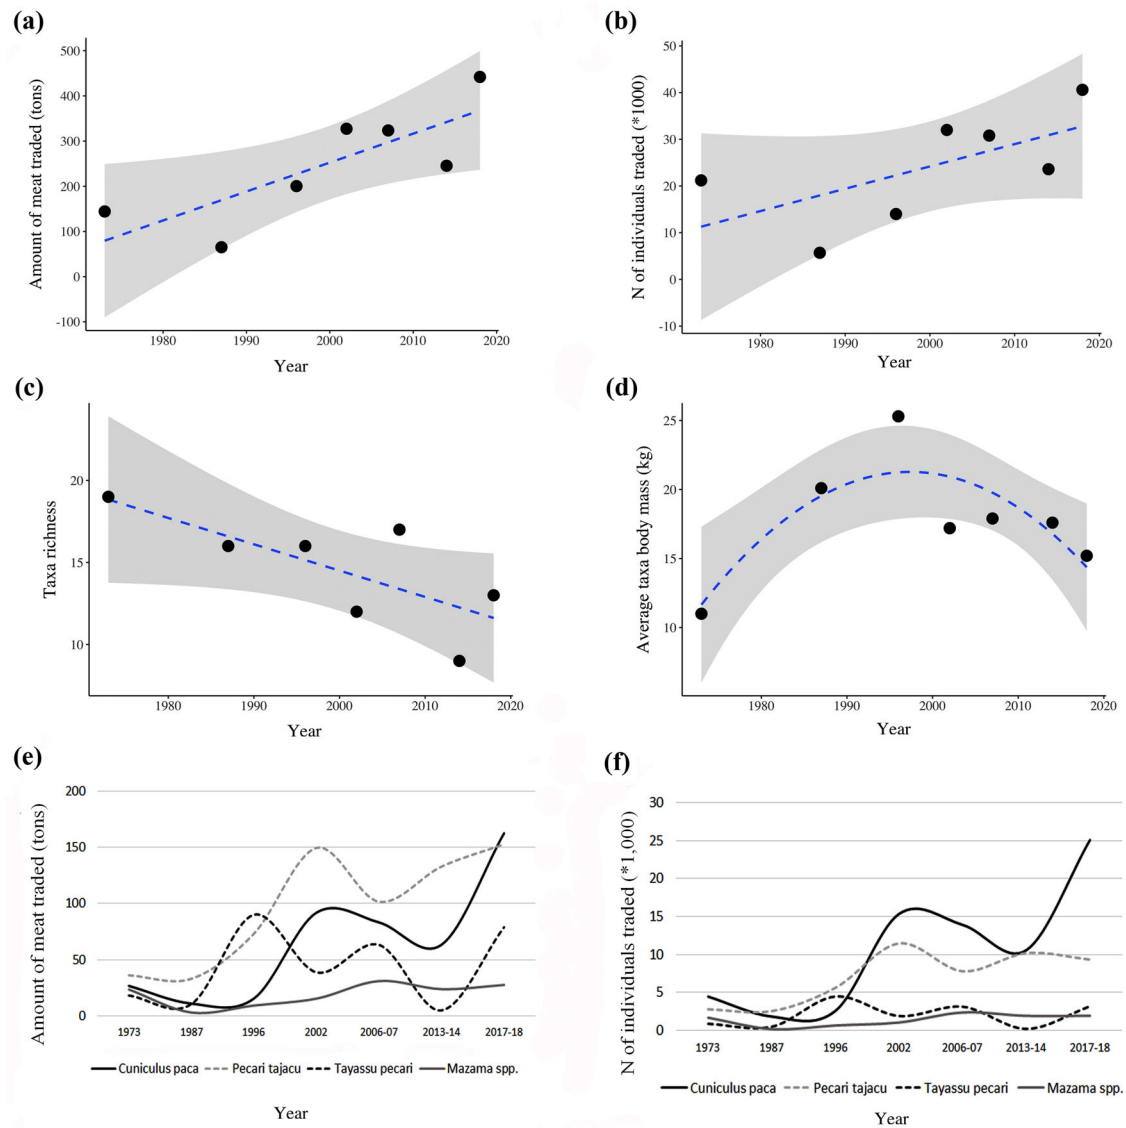 (a)
Amount of meat traded (tons)
500
400
300
200
100
0
-100
1980 1990 2000 2010 2020
Year
(b)
N of individuals traded (*1000)
50
40
30
20
10
0
-10
1980 1990 2000 2010 2020
Year
(c)
Taxa richness
20
15
10
1980 1990 2000 2010 2020
Year
(d)
Average taxa body mass (kg)
25
20
15
10
1980 1990 2000 2010 2020
Year
(e)
Amount of meat traded (tons)
200
150
100
50
0
1973 1987 1996 2002 2006-07 2013-14 2017-18
Cuniculus paca Pecari tajacu Tayassu pecari Mazama spp.
Year
(f)
N of individuals traded (*1,000)
30
25
20
15
10
5
0
1973 1987 1996 2002 2006-07 2013-14 2017-18
Cuniculus paca Pecari tajacu Tayassu pecari Mazama spp.
Year